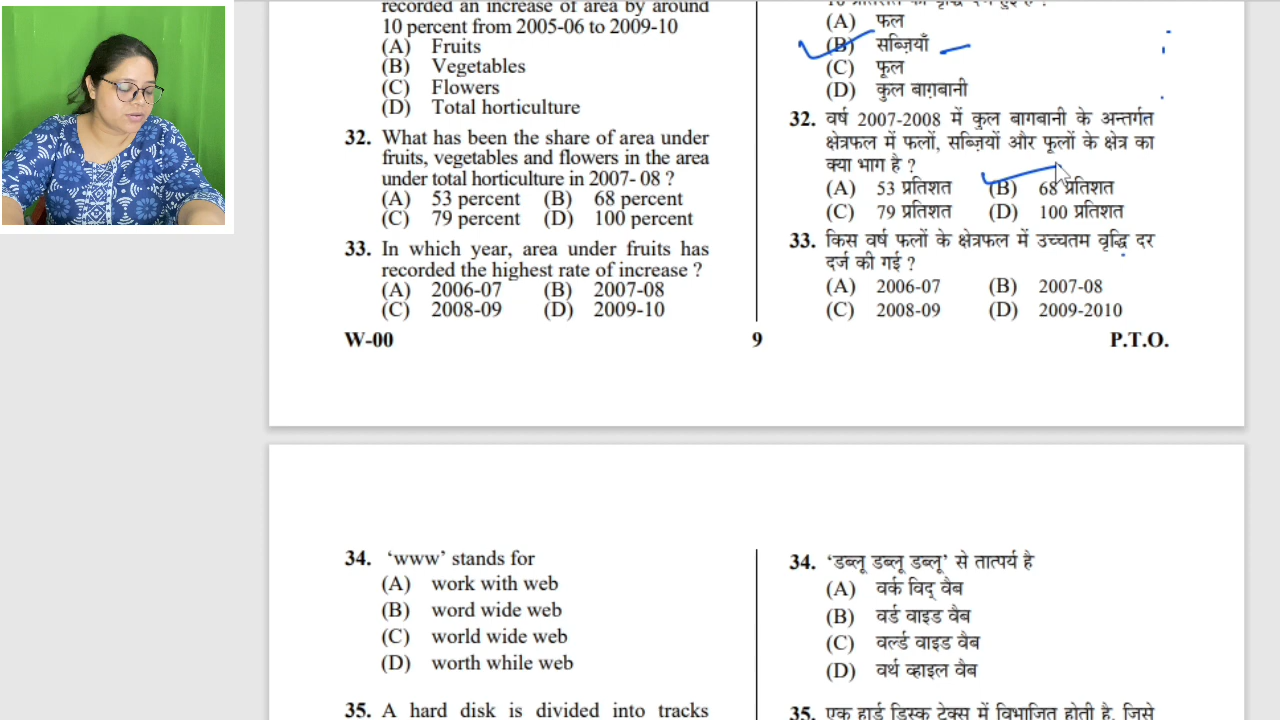 recorded an increase of area by around
10 percent from 2005-06 to 2009-10
(A) Fruits
(B) Vegetables
(C) Flowers
(D) Total horticulture
32. What has been the share of area under
fruits, vegetables and flowers in the area
under total horticulture in 2007- 08 ?
(A) 53 percent (B) 68 percent
(C) 79 percent (D) 100 percent
33. In which year, area under fruits has
recorded the highest rate of increase ?
(A) 2006-07 (B) 2007-08
(C) 2008-09 (D) 2009-10
(A) फल
(B) सब्ज़ियाँ
(C) फूल
(D) कुल बाग़बानी
32. वर्ष 2007-2008 में कुल बागबानी के अन्तर्गत
क्षेत्रफल में फलों, सब्ज़ियों और फूलों के क्षेत्र का
क्या भाग है ?
(A) 53 प्रतिशत (B) 68 प्रतिशत
(C) 79 प्रतिशत (D) 100 प्रतिशत
33. किस वर्ष फलों के क्षेत्रफल में उच्चतम वृद्धि दर
दर्ज की गई ?
(A) 2006-07 (B) 2007-08
(C) 2008-09 (D) 2009-2010
W-00 9 P.T.O.
34. ‘www’ stands for
(A) work with web
(B) word wide web
(C) world wide web
(D) worth while web
35. A hard disk is divided into tracks
34. ‘डब्लू डब्लू डब्लू’ से तात्पर्य है
(A) वर्क विद् वैब
(B) वर्ड वाइड वैब
(C) वर्ल्ड वाइड वैब
(D) वर्थ व्हाइल वैब
35. एक हार्ड डिस्क ट्रेक्स में विभाजित होती है, जिसे